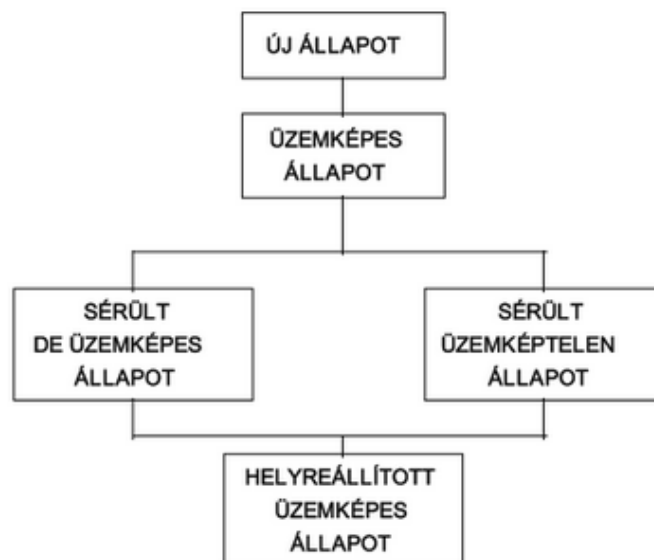 ÚJ ÁLLAPOT
ÜZEMKÉPES
ÁLLAPOT
SÉRÜLT
DE ÜZEMKÉPES
ÁLLAPOT
SÉRÜLT
ÜZEMKÉPTELEN
ÁLLAPOT
HELYREÁLLÍTOTT
ÜZEMKÉPES
ÁLLAPOT